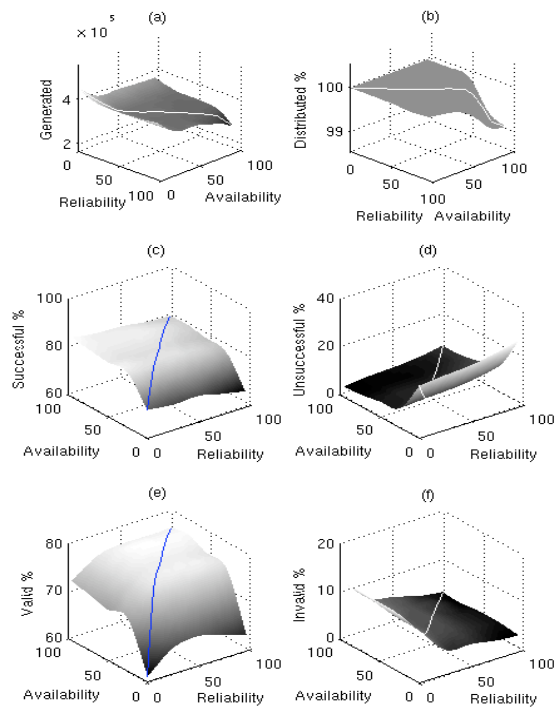 (a)
× 10⁵
Generated
4
2
0
50
100
Reliability
0
50
100
Availability
(b)
Distributed %
100
99
0
50
100
Reliability
50
100
Availability
(c)
Successful %
100
80
60
100
50
0
Availability
0
50
100
Reliability
(d)
Unsuccessful %
40
20
0
100
50
0
Availability
0
50
100
Reliability
(e)
Valid %
80
70
60
100
50
0
Availability
0
50
100
Reliability
(f)
Invalid %
20
10
0
100
50
0
Availability
0
50
100
Reliability